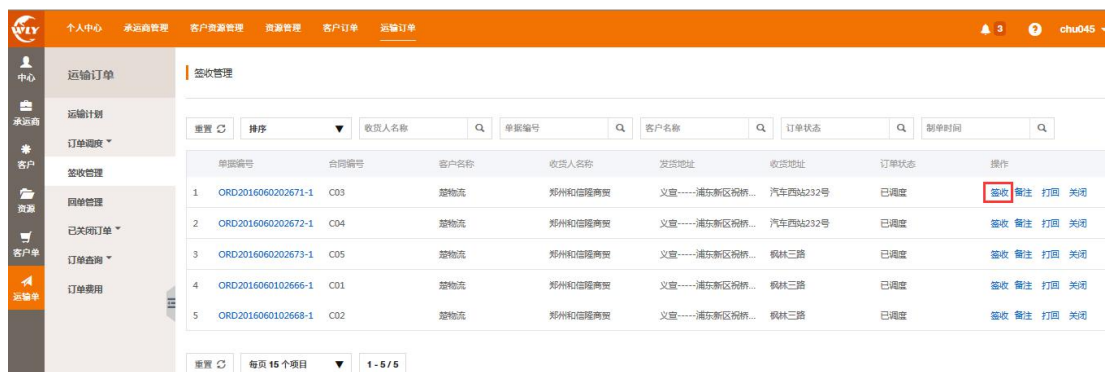 WLY 个人中心 承运商管理 客户资源管理 资源管理 客户订单 运输订单 3 ? chu045
中心
承运商
客户
资源
客户单
运输单
运输订单
运输计划
订单调度
签收管理
回单管理
已关闭订单
订单查询
订单费用
签收管理
重置 排序 收货人名称 单据编号 客户名称 订单状态 制单时间
单据编号 合同编号 客户名称 收货人名称 发货地址 收货地址 订单状态 操作
1 ORD2016060202671-1 C03 楚物流 郑州和信隆商贸 义宣-----浦东新区祝桥... 汽车西站232号 已调度 签收 备注 打回 关闭
2 ORD2016060202672-1 C04 楚物流 郑州和信隆商贸 义宣-----浦东新区祝桥... 汽车西站232号 已调度 签收 备注 打回 关闭
3 ORD2016060202673-1 C05 楚物流 郑州和信隆商贸 义宣-----浦东新区祝桥... 枫林三路 已调度 签收 备注 打回 关闭
4 ORD2016060102666-1 C01 楚物流 郑州和信隆商贸 义宣-----浦东新区祝桥... 枫林三路 已调度 签收 备注 打回 关闭
5 ORD2016060102668-1 C02 楚物流 郑州和信隆商贸 义宣-----浦东新区祝桥... 枫林三路 已调度 签收 备注 打回 关闭
重置 每页 15 个项目 1 - 5 / 5